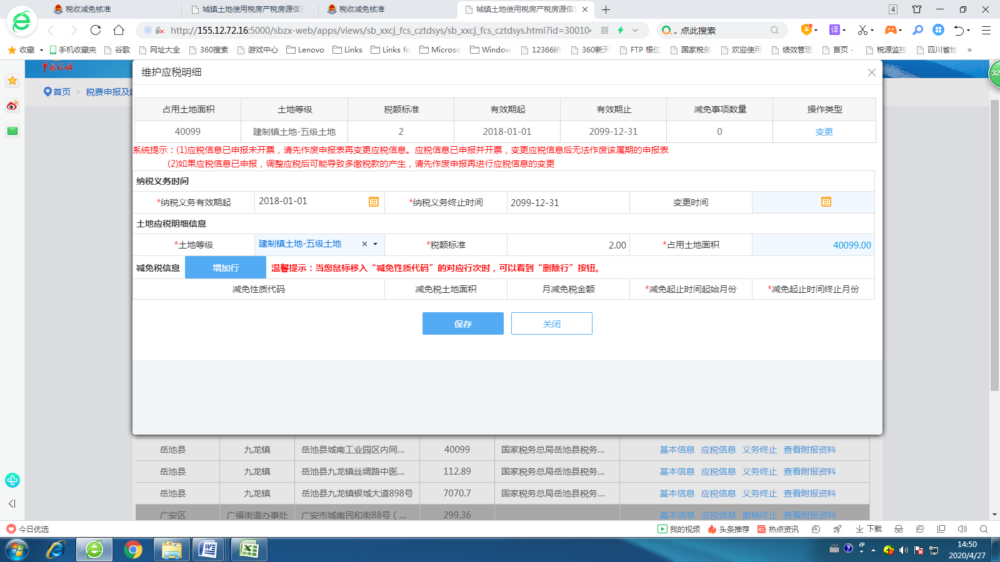 税收减免核准
城镇土地使用税房产税房源信息
税收减免核准
城镇土地使用税房产税房源信息
4
http://155.12.72.16:5000/sbzx-web/apps/views/sb_xxcj_fcs_cztdsys/sb_xxcj_fcs_cztdsys.html?id=300104
点此搜索
译
收藏
手机收藏夹
谷歌
网址大全
360搜索
游戏中心
Lenovo
Links
Links fo
Microso
Window
12366纳
360新天
FTP 根位
国家税务
欢迎使用
绩效管理
首页 -
税源监控
四川省地
»
首页 > 税费申报及
32
维护应税明细
占用土地面积 土地等级 税额标准 有效期起 有效期止 减免事项数量 操作类型
40099 建制镇土地-五级土地 2 2018-01-01 2099-12-31 0 变更
系统提示：(1)应税信息已申报未开票，请先作废申报表再变更应税信息。应税信息已申报并开票，变更应税信息后无法作废该属期的申报表
(2)如果应税信息已申报，调整应税后可能导致多缴税款的产生，请先作废申报再进行应税信息的变更
纳税义务时间
*纳税义务有效期起 2018-01-01 *纳税义务终止时间 2099-12-31 变更时间
土地应税明细信息
*土地等级 建制镇土地-五级土地 *税额标准 2.00 *占用土地面积 40099.00
减免税信息 增加行 温馨提示：当您鼠标移入“减免性质代码”的对应行次时，可以看到“删除行”按钮。
减免性质代码 减免税土地面积 月减免税金额 *减免起止时间起始月份 *减免起止时间终止月份
保存 关闭
岳池县 九龙镇 岳池县城南工业园区内同... 40099 国家税务总局岳池县税务... 基本信息 应税信息 义务终止 查看附报资料
岳池县 九龙镇 岳池县九龙镇丝绸路中医... 112.89 国家税务总局岳池县税务... 基本信息 应税信息 义务终止 查看附报资料
岳池县 九龙镇 岳池县九龙镇银城大道898号 7070.7 国家税务总局岳池县税务... 基本信息 应税信息 义务终止 查看附报资料
广安区 广福街道办事处 广安市城南民和街88号（... 299.36 基本信息 应税信息 撤销终止 查看附报资料
今日优选
我的视频 头条推荐 热点资讯 下载
14:50
2020/4/27